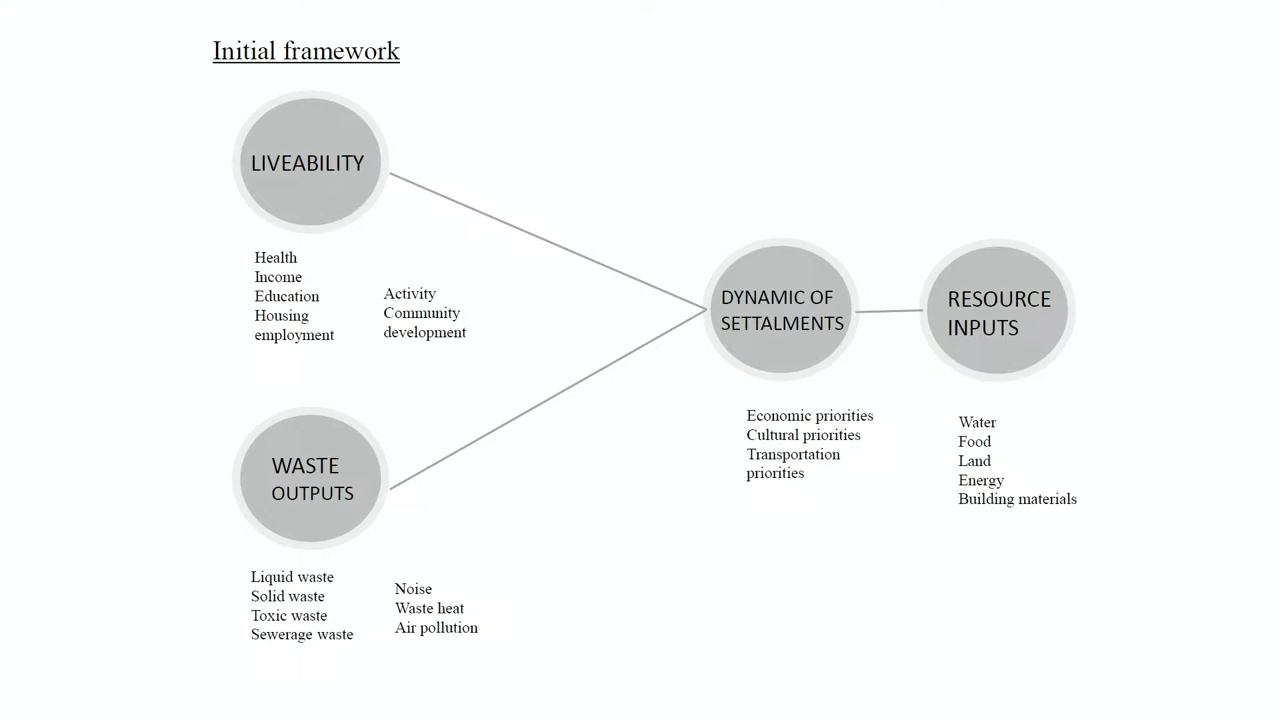 Initial framework
LIVEABILITY
Health
Income
Education
Housing
employment
Activity
Community
development
DYNAMIC OF
SETTALMENTS
Economic priorities
Cultural priorities
Transportation
priorities
RESOURCE
INPUTS
Water
Food
Land
Energy
Building materials
WASTE
OUTPUTS
Liquid waste
Solid waste
Toxic waste
Sewerage waste
Noise
Waste heat
Air pollution